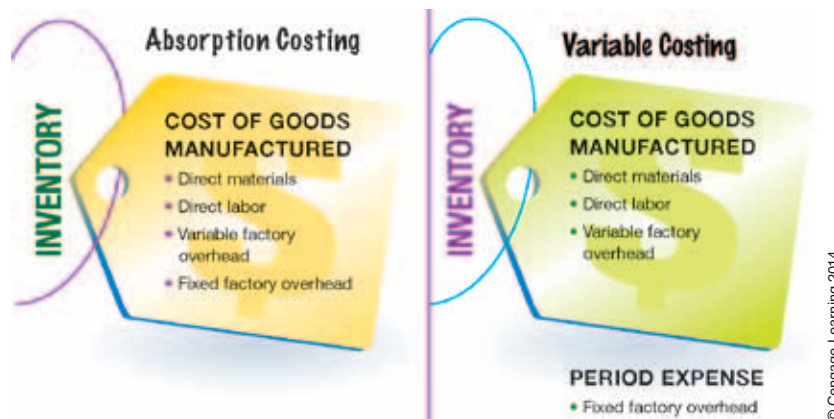 Absorption Costing
INVENTORY
COST OF GOODS
MANUFACTURED
• Direct materials
• Direct labor
• Variable factory
overhead
• Fixed factory overhead
Variable Costing
INVENTORY
COST OF GOODS
MANUFACTURED
• Direct materials
• Direct labor
• Variable factory
overhead
PERIOD EXPENSE
• Fixed factory overhead
© Cengage Learning 2014